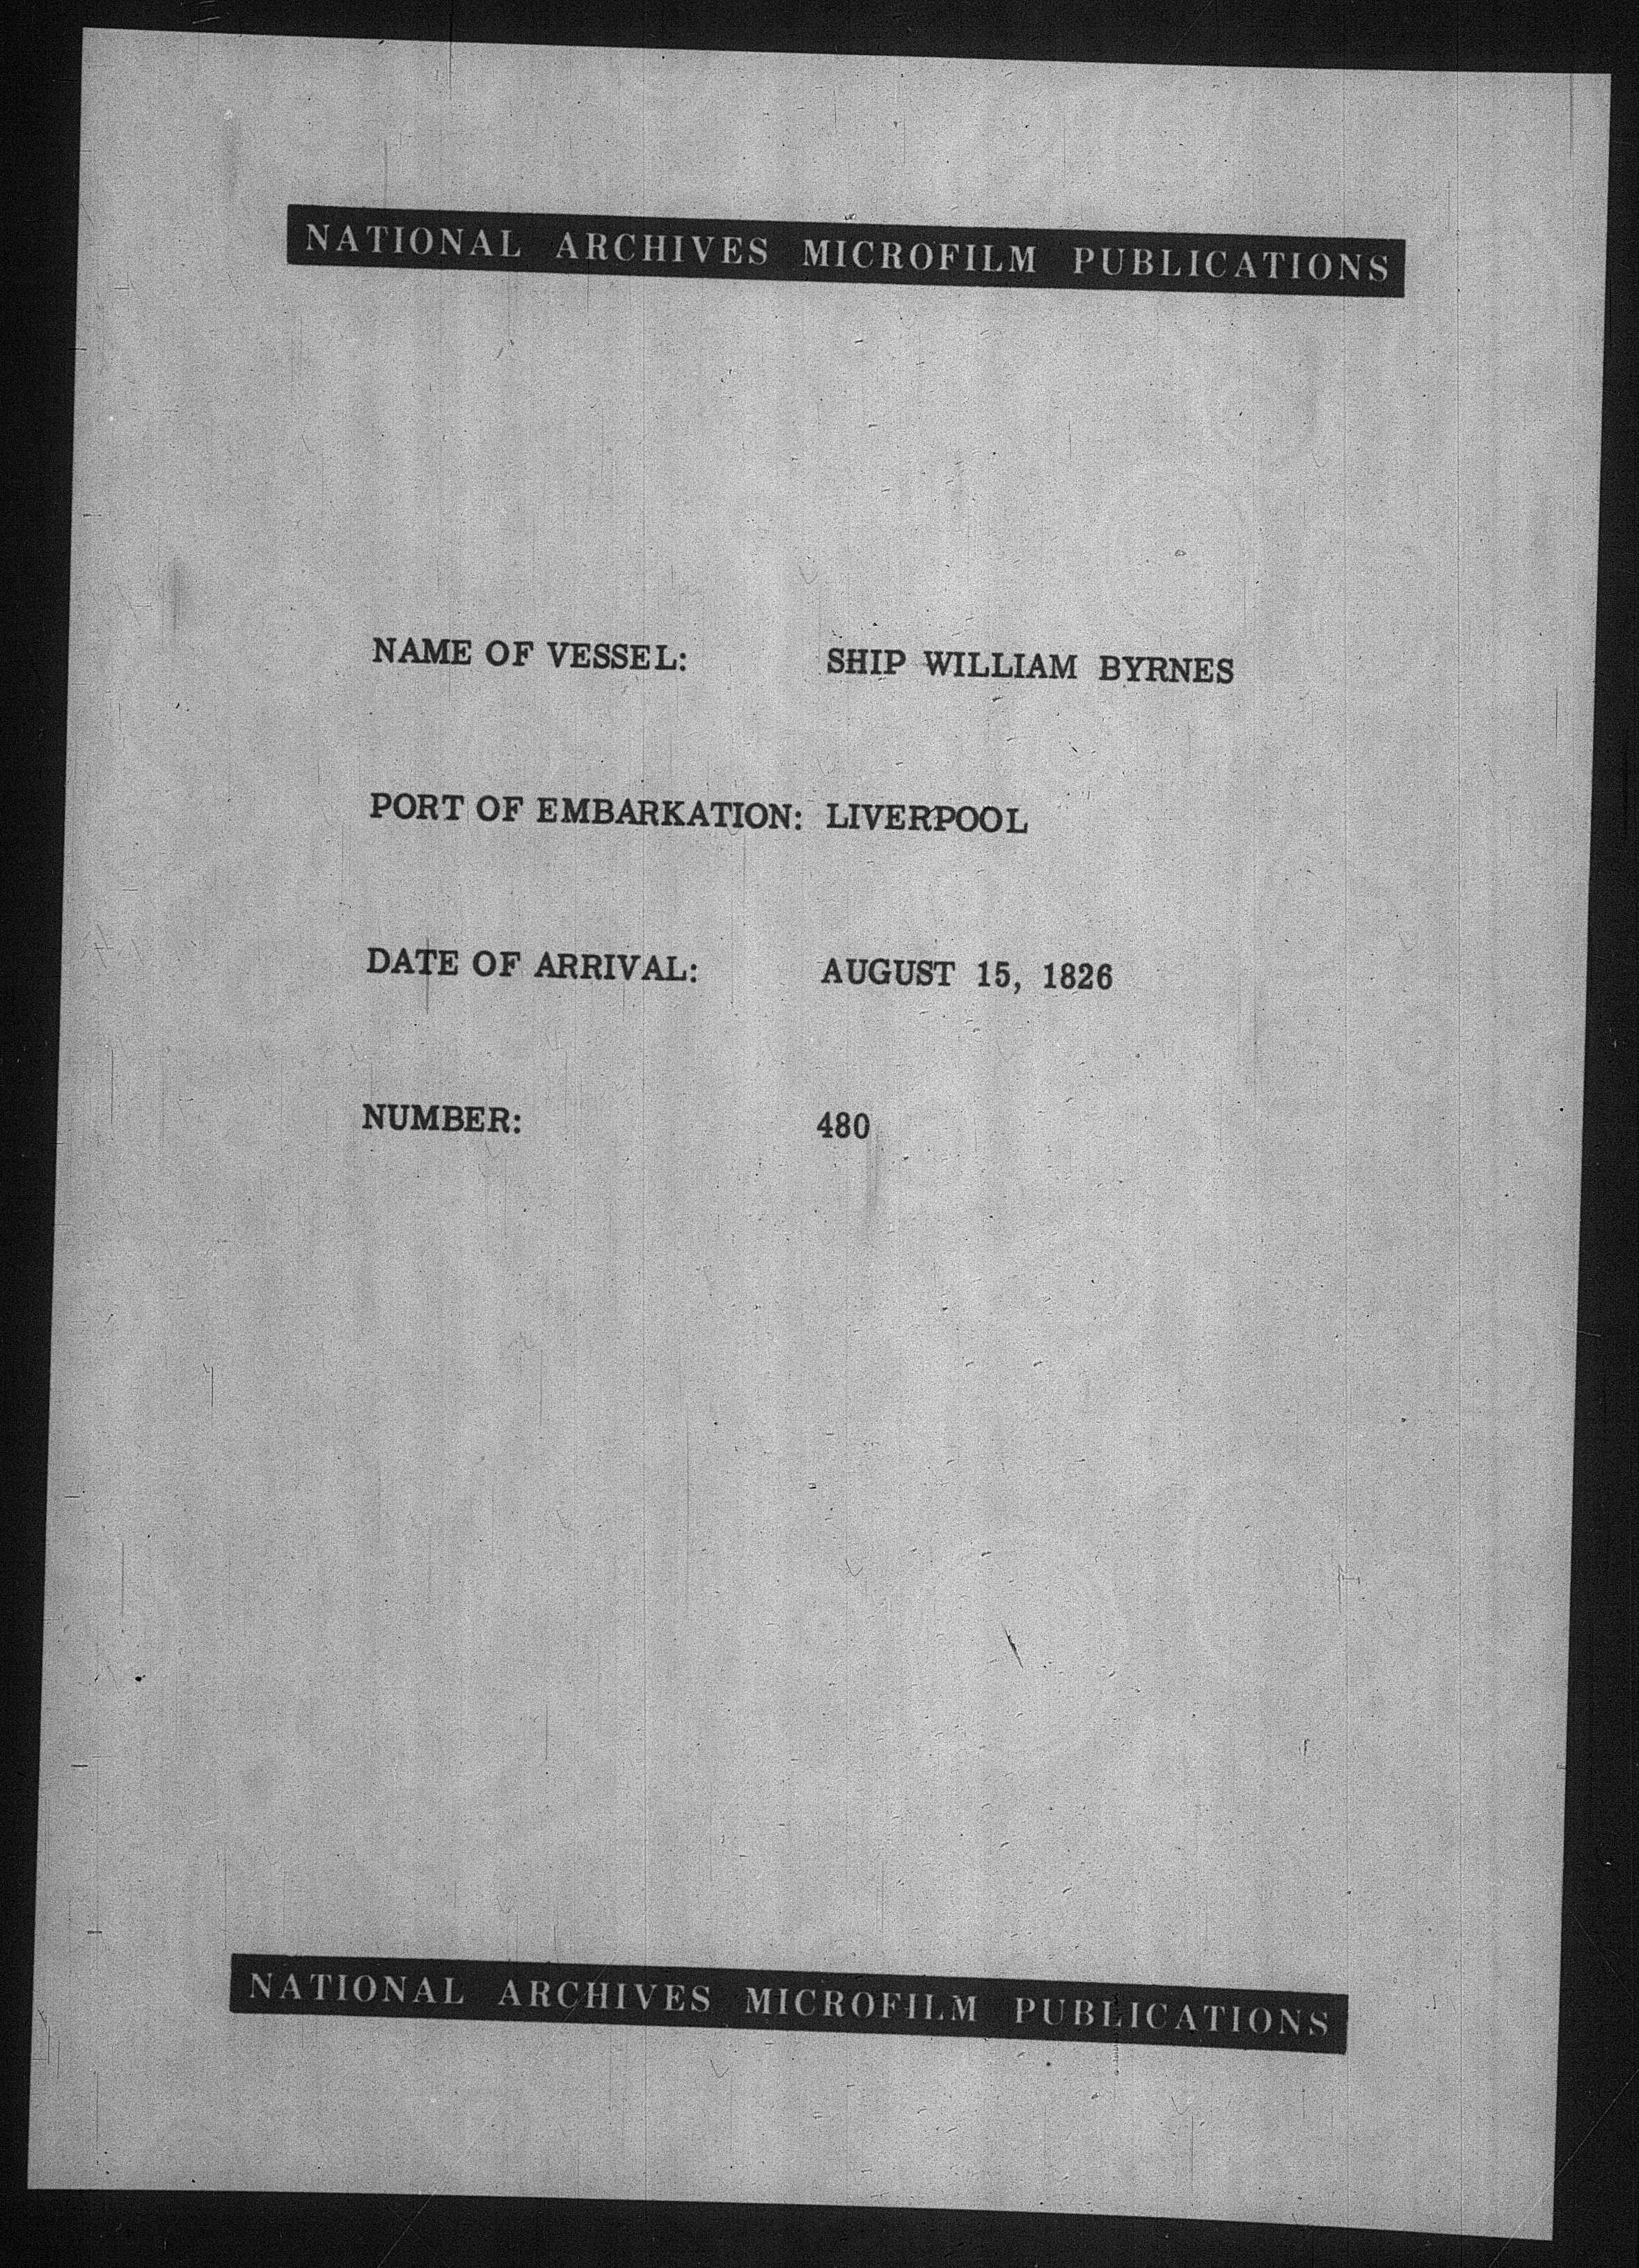 NATIONAL ARCHIVES MICROFILM PUBLICATIONS
NAME OF VESSEL: SHIP WILLIAM BYRNES
PORT OF EMBARKATION: LIVERPOOL
DATE OF ARRIVAL: AUGUST 15, 1826
NUMBER: 480
NATIONAL ARCHIVES MICROFILM PUBLICATIONS